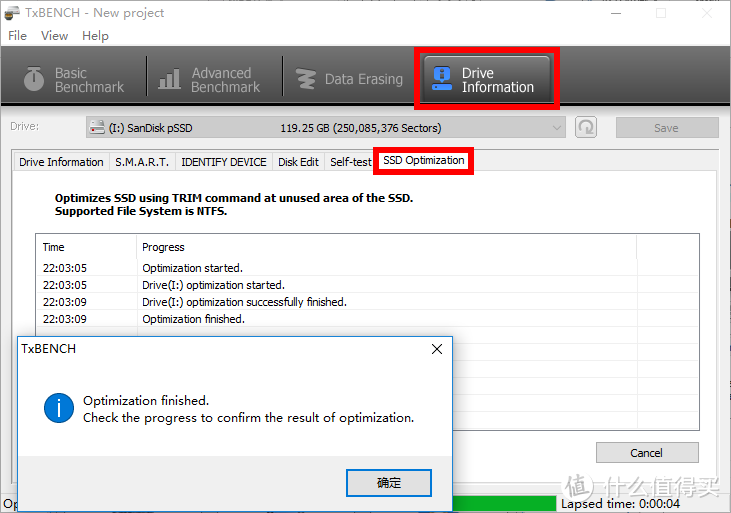 TxBENCH - New project
File View Help
Basic
Benchmark
Advanced
Benchmark
Data Erasing
Drive
Information
Drive:
(I:) SanDisk pSSD 119.25 GB (250,085,376 Sectors)
Save
Drive Information S.M.A.R.T. IDENTIFY DEVICE Disk Edit Self-test SSD Optimization
Optimizes SSD using TRIM command at unused area of the SSD.
Supported File System is NTFS.
Time Progress
22:03:05 Optimization started.
22:03:05 Drive(I:) optimization started.
22:03:09 Drive(I:) optimization successfully finished.
22:03:09 Optimization finished.
TxBENCH
Optimization finished.
Check the progress to confirm the result of optimization.
确定
Cancel
Op
Elapsed time: 0:00:04
值 什么值得买